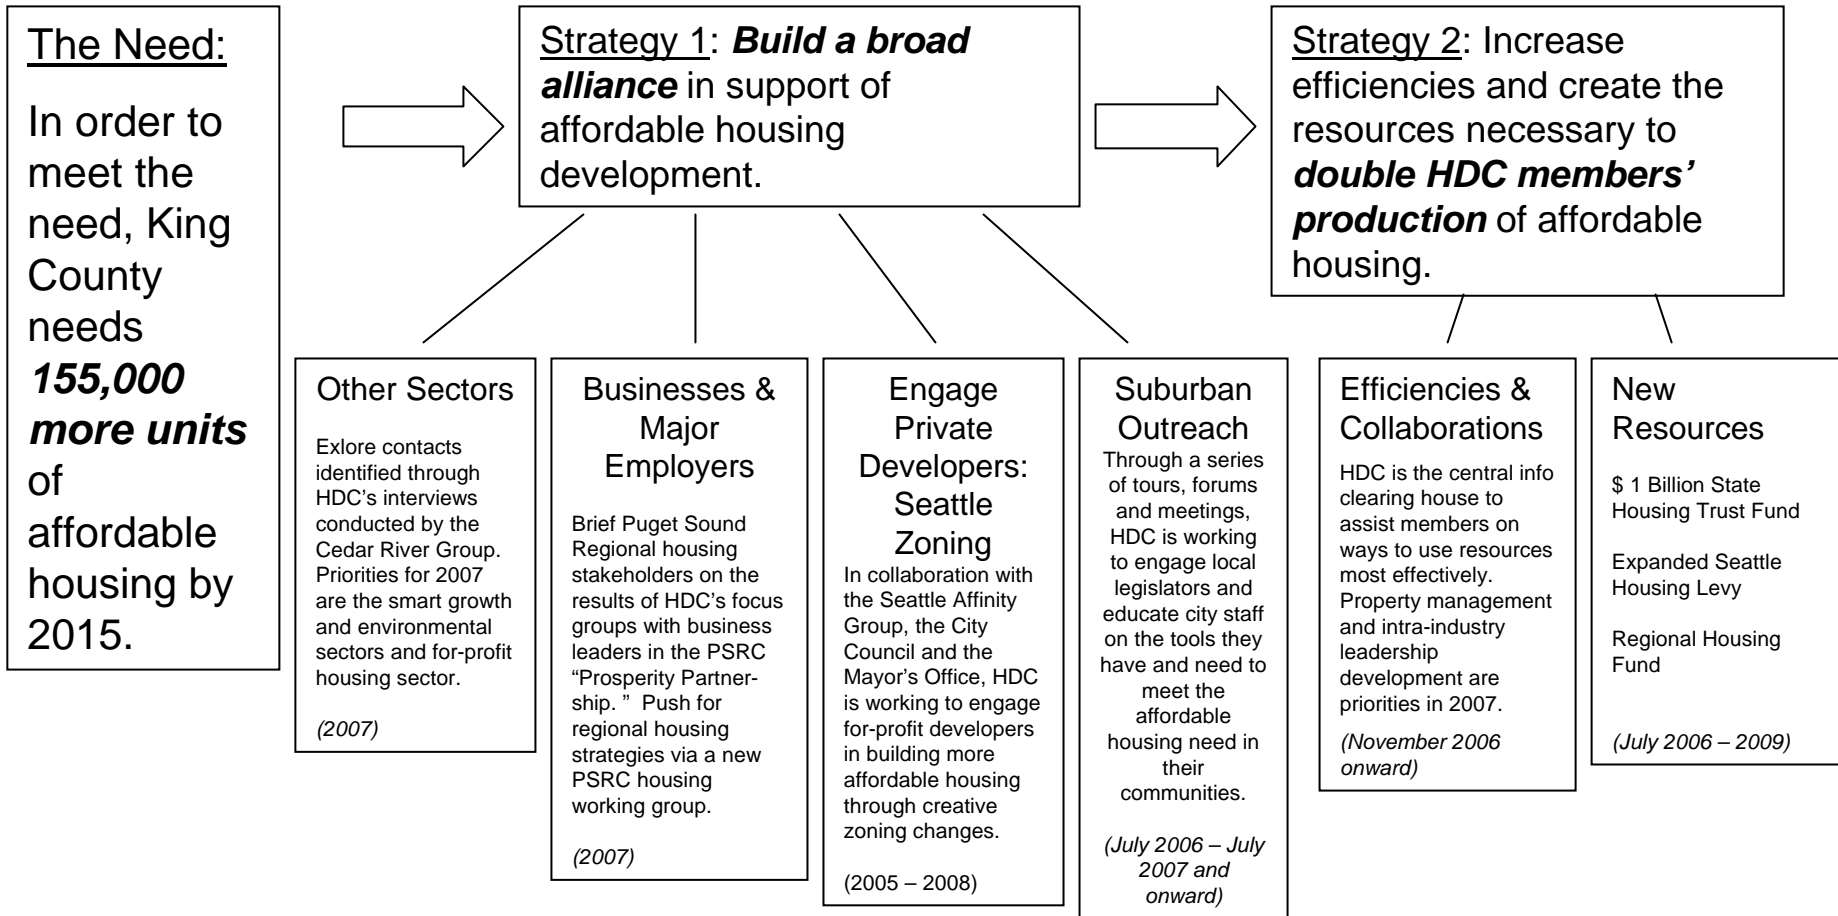 The Need:
In order to
meet the
need, King
County
needs
155,000
more units
of
affordable
housing by
2015.
Strategy 1: Build a broad
alliance in support of
affordable housing
development.
Strategy 2: Increase
efficiencies and create the
resources necessary to
double HDC members’
production of affordable
housing.
Other Sectors
Exlore contacts
identified through
HDC’s interviews
conducted by the
Cedar River Group.
Priorities for 2007
are the smart growth
and environmental
sectors and for-profit
housing sector.
(2007)
Businesses &
Major
Employers
Brief Puget Sound
Regional housing
stakeholders on the
results of HDC’s focus
groups with business
leaders in the PSRC
“Prosperity Partner-
ship. ” Push for
regional housing
strategies via a new
PSRC housing
working group.
(2007)
Engage
Private
Developers:
Seattle
Zoning
In collaboration with
the Seattle Affinity
Group, the City
Council and the
Mayor’s Office, HDC
is working to engage
for-profit developers
in building more
affordable housing
through creative
zoning changes.
(2005 – 2008)
Suburban
Outreach
Through a series
of tours, forums
and meetings,
HDC is working
to engage local
legislators and
educate city staff
on the tools they
have and need to
meet the
affordable
housing need in
their
communities.
(July 2006 – July
2007 and
onward)
Efficiencies &
Collaborations
HDC is the central info
clearing house to
assist members on
ways to use resources
most effectively.
Property management
and intra-industry
leadership
development are
priorities in 2007.
(November 2006
onward)
New
Resources
$ 1 Billion State
Housing Trust Fund
Expanded Seattle
Housing Levy
Regional Housing
Fund
(July 2006 – 2009)